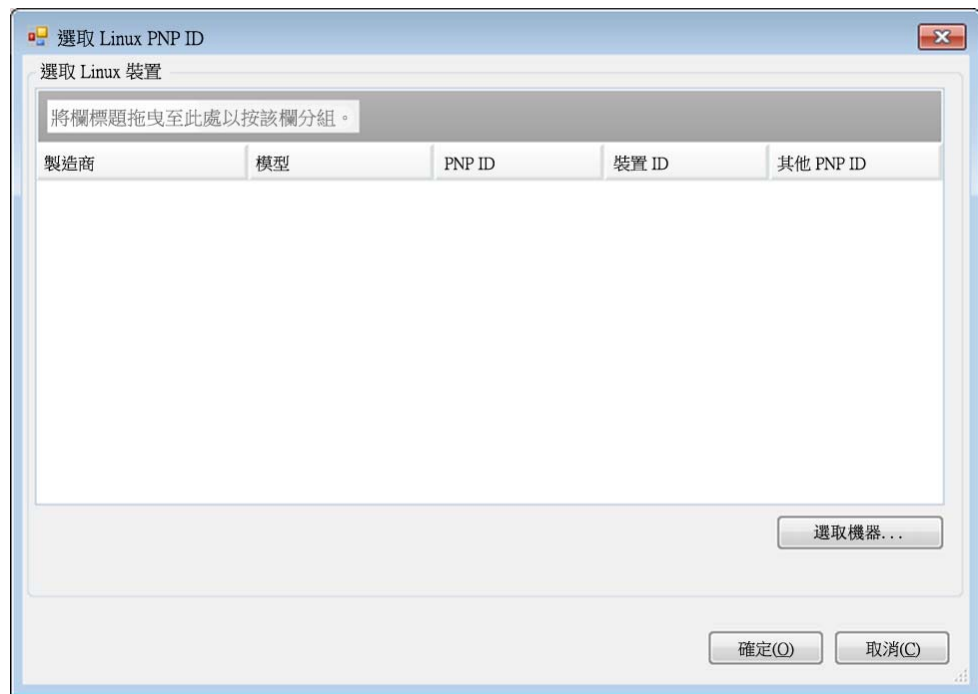 選取 Linux PNP ID
選取 Linux 裝置
將欄標題拖曳至此處以按該欄分組。
製造商 模型 PNP ID 裝置 ID 其他 PNP ID
選取機器...
確定(O) 取消(C)